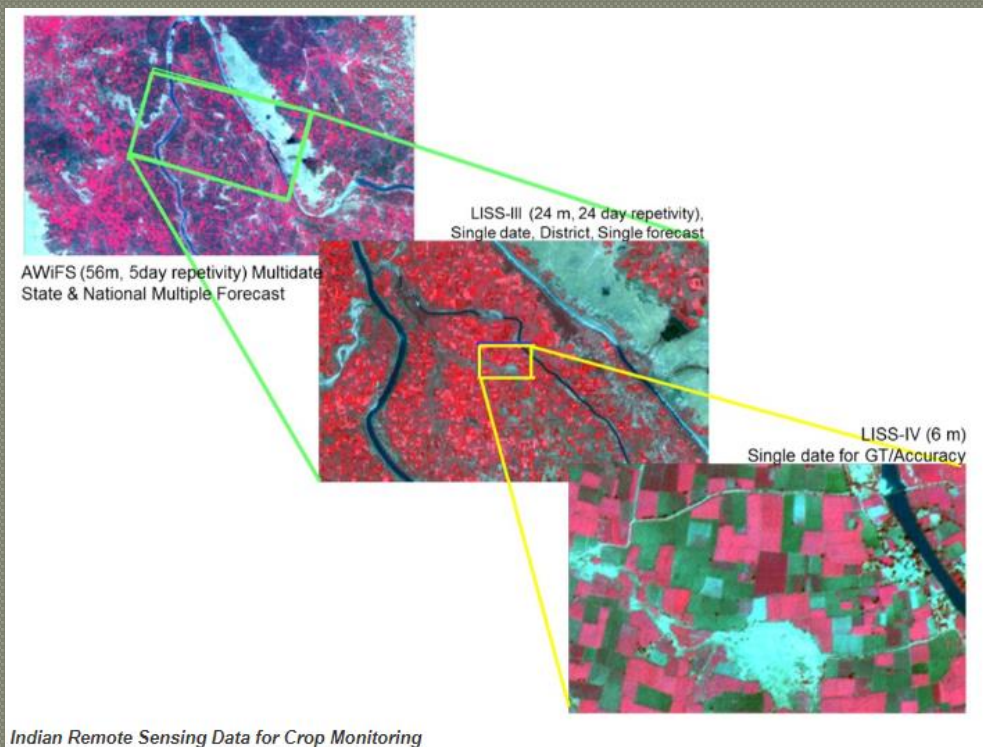 LISS-III (24 m, 24 day repetivity),
Single date, District, Single forecast
AWiFS (56m, 5day repetivity) Multidate
State & National Multiple Forecast
LISS-IV (6 m)
Single date for GT/Accuracy
Indian Remote Sensing Data for Crop Monitoring